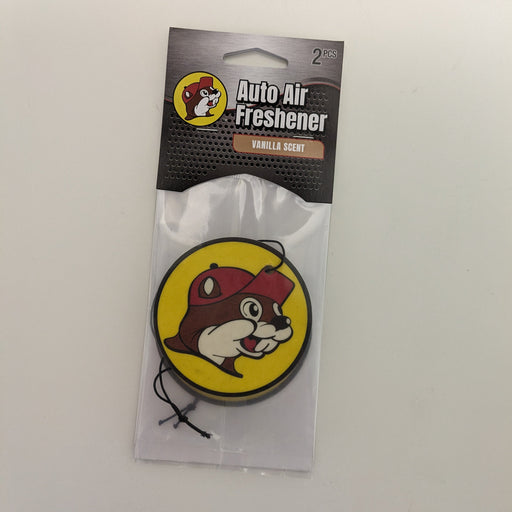 2 PCS
Auto Air
Freshener
VANILLA SCENT